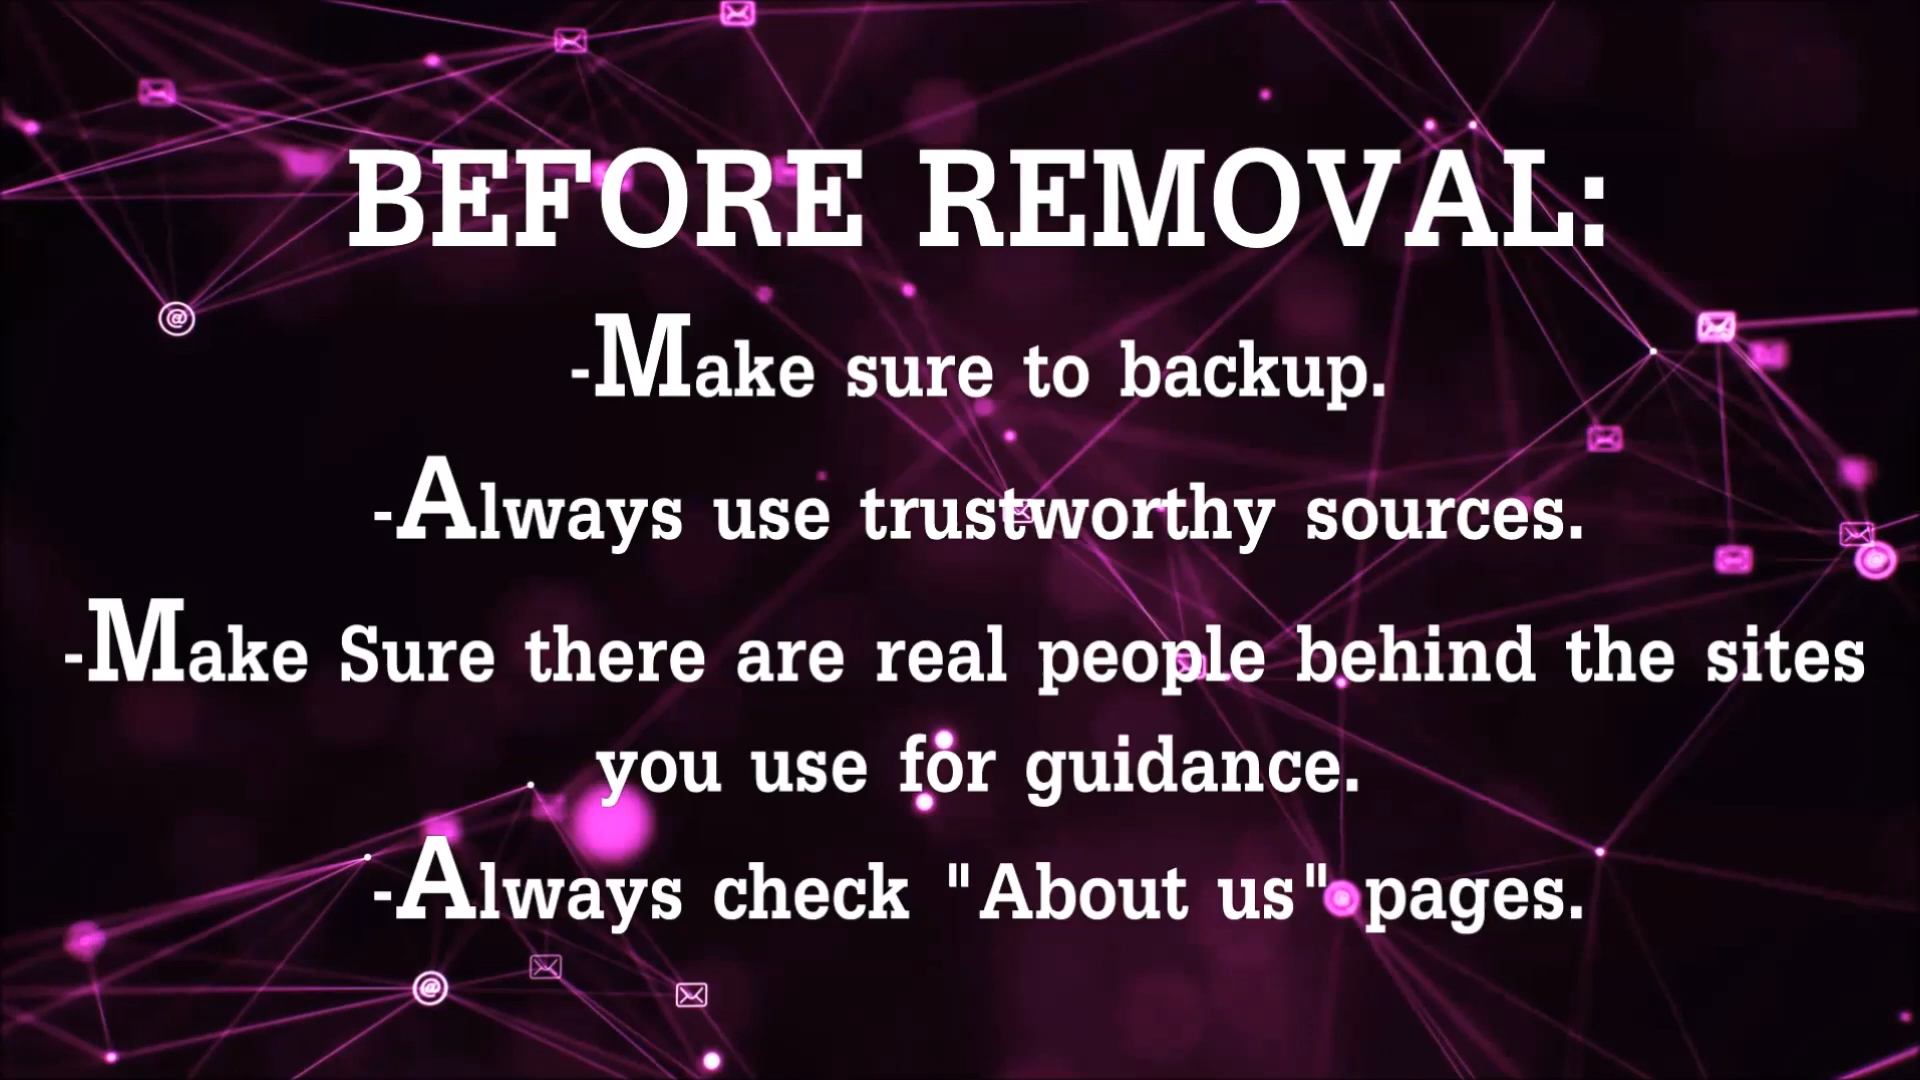 BEFORE REMOVAL:
-Make sure to backup.
-Always use trustworthy sources.
-Make Sure there are real people behind the sites
you use for guidance.
-Always check "About us" pages.